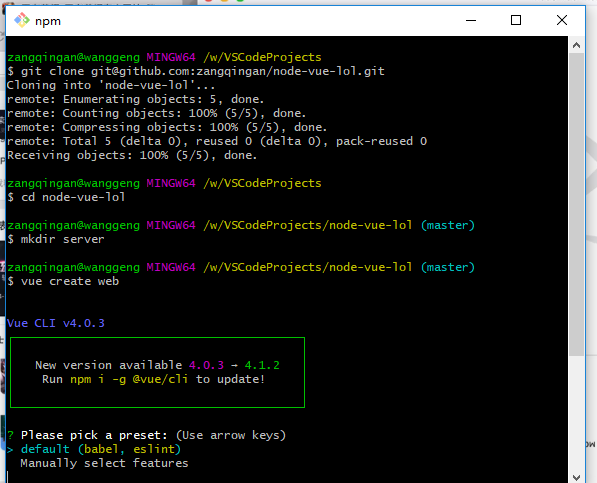 npm
zangqingan@wanggeng MINGW64 /w/VSCodeProjects
$ git clone git@github.com:zangqingan/node-vue-lol.git
Cloning into 'node-vue-lol'...
remote: Enumerating objects: 5, done.
remote: Counting objects: 100% (5/5), done.
remote: Compressing objects: 100% (5/5), done.
remote: Total 5 (delta 0), reused 0 (delta 0), pack-reused 0
Receiving objects: 100% (5/5), done.
zangqingan@wanggeng MINGW64 /w/VSCodeProjects
$ cd node-vue-lol
zangqingan@wanggeng MINGW64 /w/VSCodeProjects/node-vue-lol (master)
$ mkdir server
zangqingan@wanggeng MINGW64 /w/VSCodeProjects/node-vue-lol (master)
$ vue create web
Vue CLI v4.0.3
New version available 4.0.3 → 4.1.2
Run npm i -g @vue/cli to update!
? Please pick a preset: (Use arrow keys)
> default (babel, eslint)
Manually select features